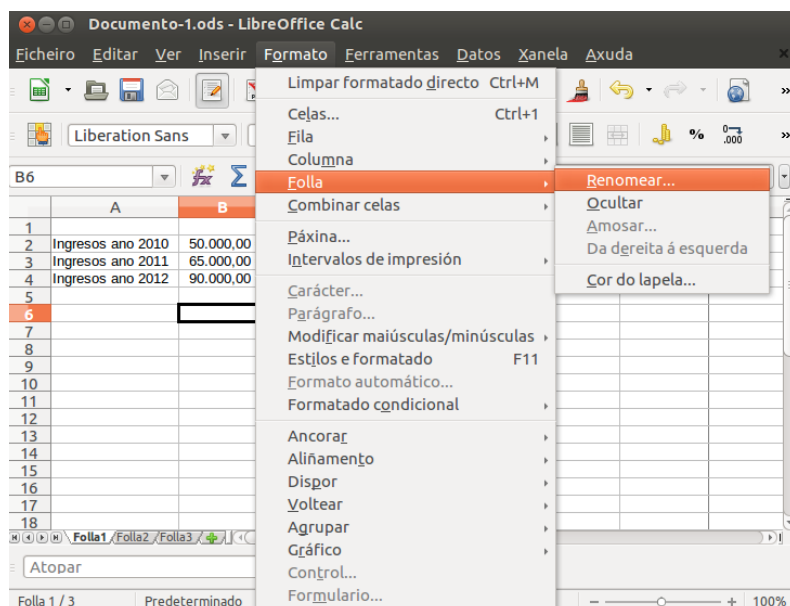 Documento-1.ods - LibreOffice Calc
Ficheiro Editar Ver Inserir Formato Ferramentas Datos Xanela Axuda
Liberation Sans
%
0
.000
B6
A
B
1
2 Ingresos ano 2010 50.000,00
3 Ingresos ano 2011 65.000,00
4 Ingresos ano 2012 90.000,00
5
6
7
8
9
10
11
12
13
14
15
16
17
18
Limpar formatado directo Ctrl+M
Celas... Ctrl+1
Fila
Columna
Folla
Combinar celas
Páxina...
Intervalos de impresión
Carácter...
Parágrafo...
Modificar maiúsculas/minúsculas
Estilos e formatado F11
Formato automático...
Formatado condicional
Ancorar
Aliñamento
Dispor
Voltear
Agrupar
Gráfico
Control...
Formulario...
Renomear...
Ocultar
Amosar...
Da dereita á esquerda
Cor do lapela...
Folla1 Folla2 Folla3
Atopar
Folla 1 / 3 Predeterminado 100%